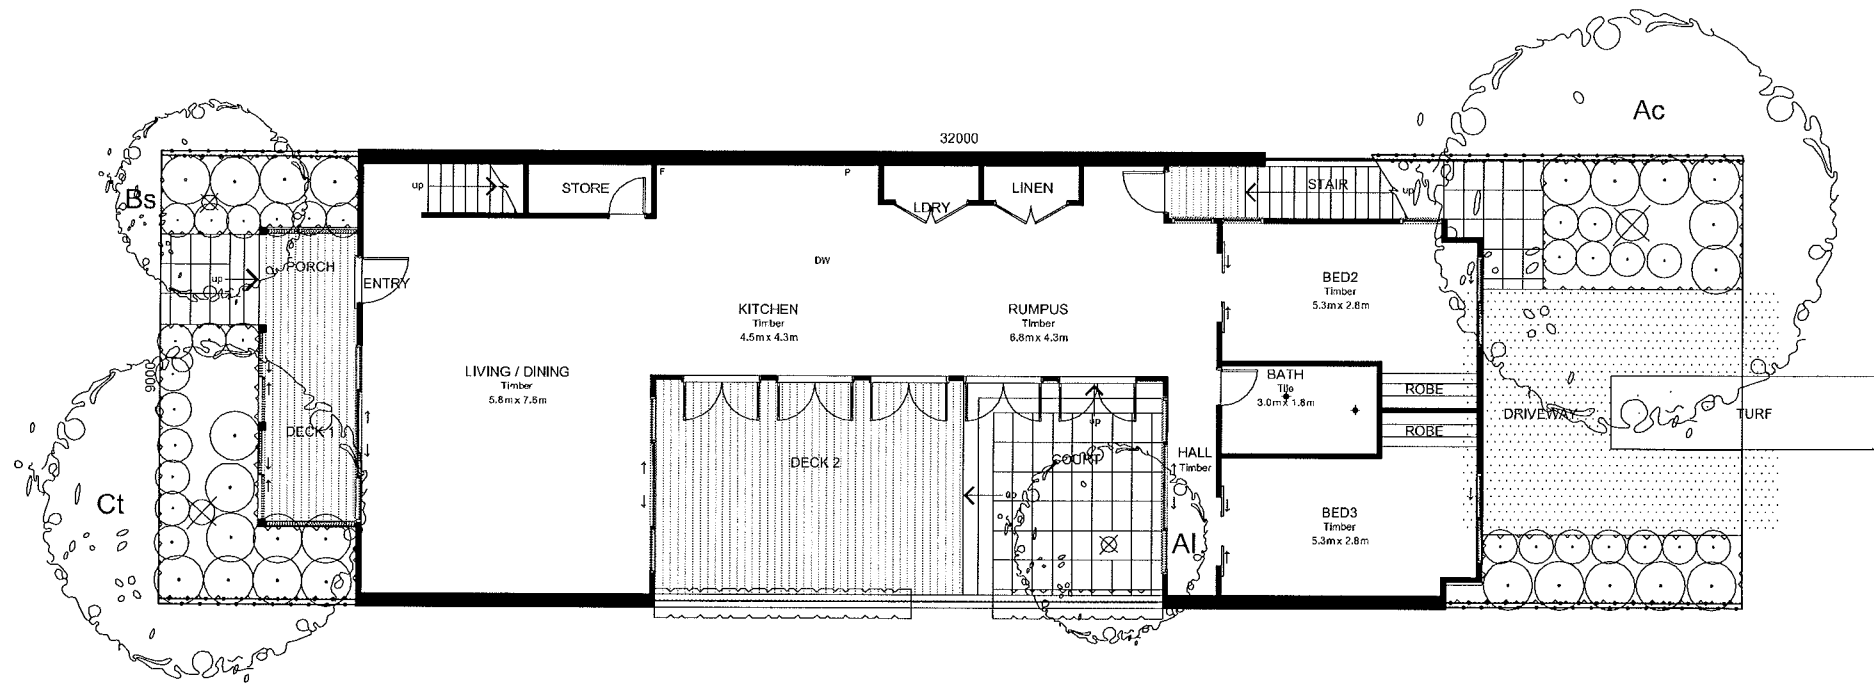 Ac
32000
Bs
up
STORE
F
P
LDRY
LINEN
STAIR
up
PORCH
up
ENTRY
DW
KITCHEN
Timber
4.5m x 4.3m
RUMPUS
Timber
6.8m x 4.3m
BED2
Timber
5.3m x 2.8m
9000
LIVING / DINING
Timber
5.8m x 7.6m
BATH
Tile
3.0m x 1.8m
ROBE
ROBE
DRIVEWAY
TURF
DECK 1
DECK 2
up
COURT
HALL
Timber
Ct
Al
BED3
Timber
5.3m x 2.8m